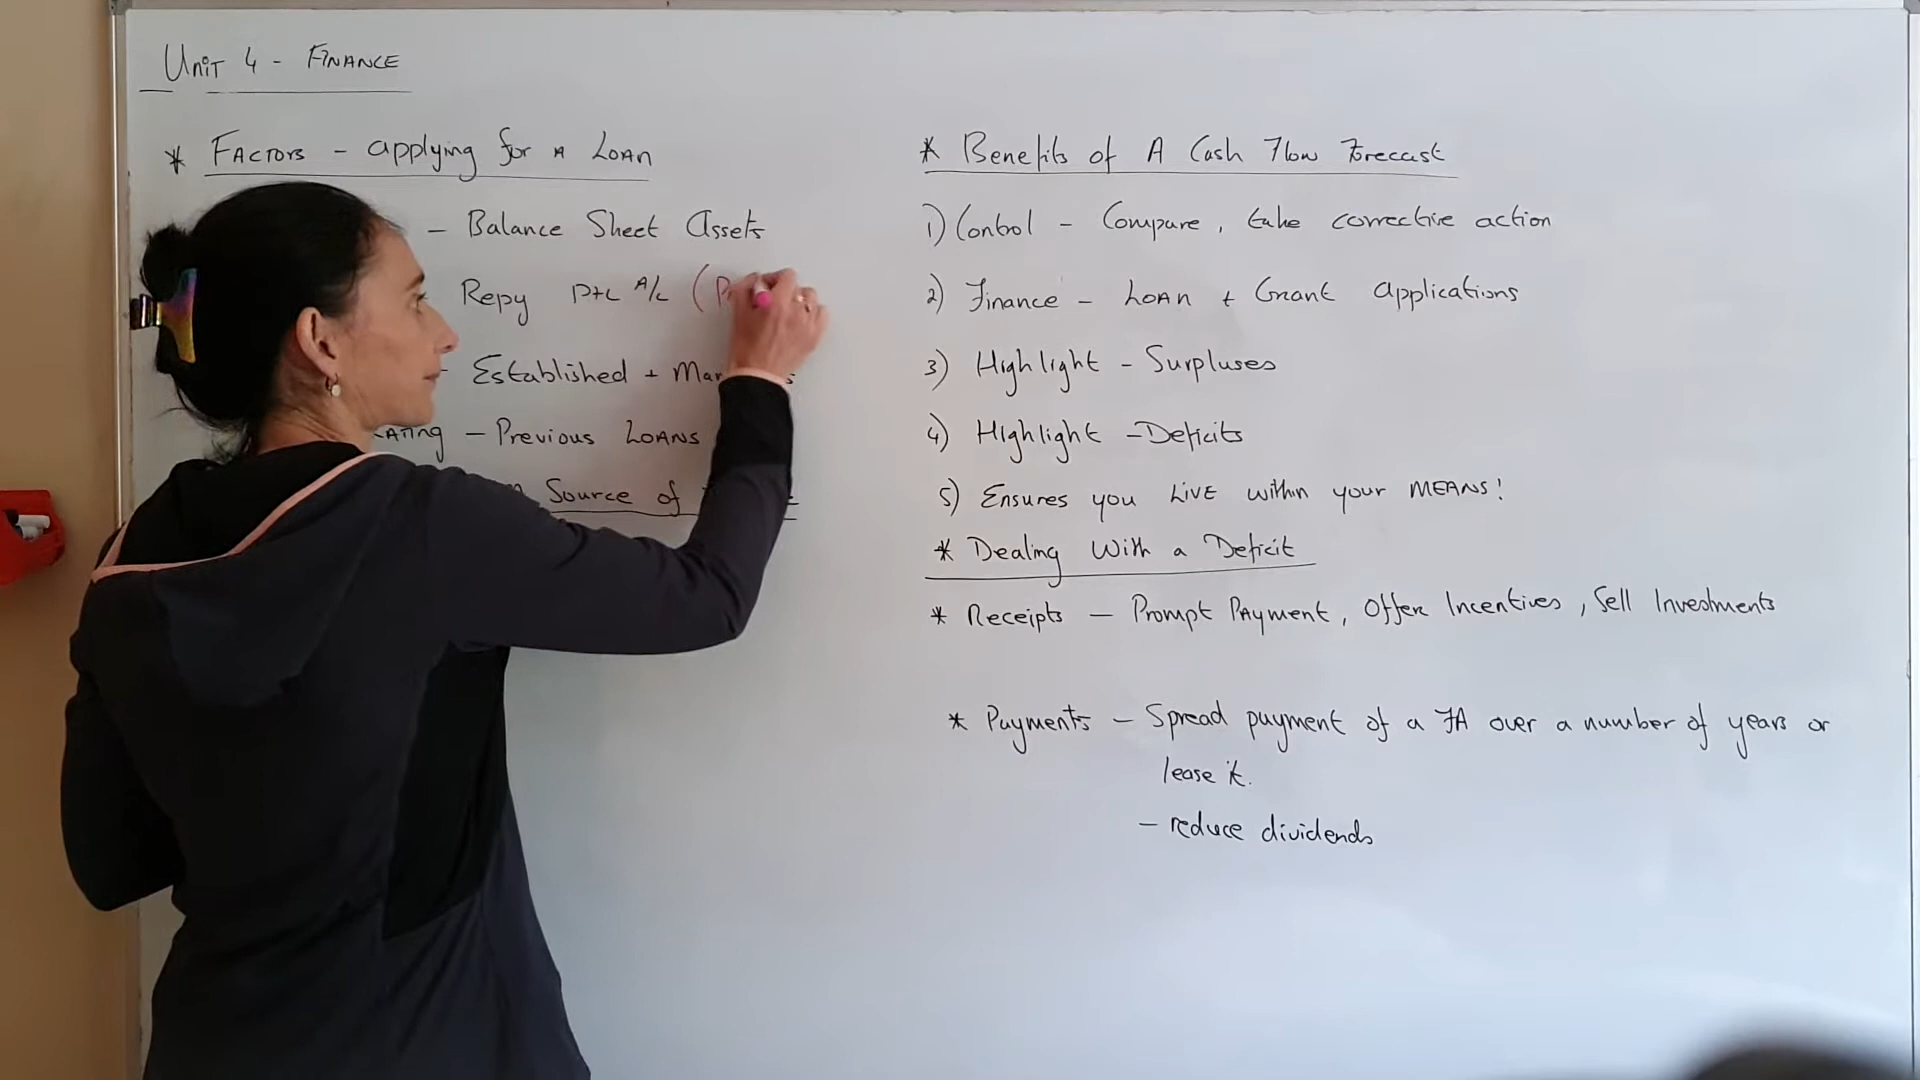 Unit 4 - FINANCE
* FACTORS - applying for A LOAN
- Balance Sheet Assets
Repy P+L A/C (
- Established +
- Previous LOANS
Source of
* Benefits of A Cash Flow Forecast
1) Control - Compare, take corrective action
2) Finance - LOAN + Grant applications
3) Highlight - Surpluses
4) Highlight - Deficits
5) Ensures you LIVE within your MEANS!
* Dealing With a Deficit
* Receipts - Prompt PAYMENT, Offer Incentives, Sell Investments
* Payments - Spread payment of a FA over a number of years or
lease it.
- reduce dividends